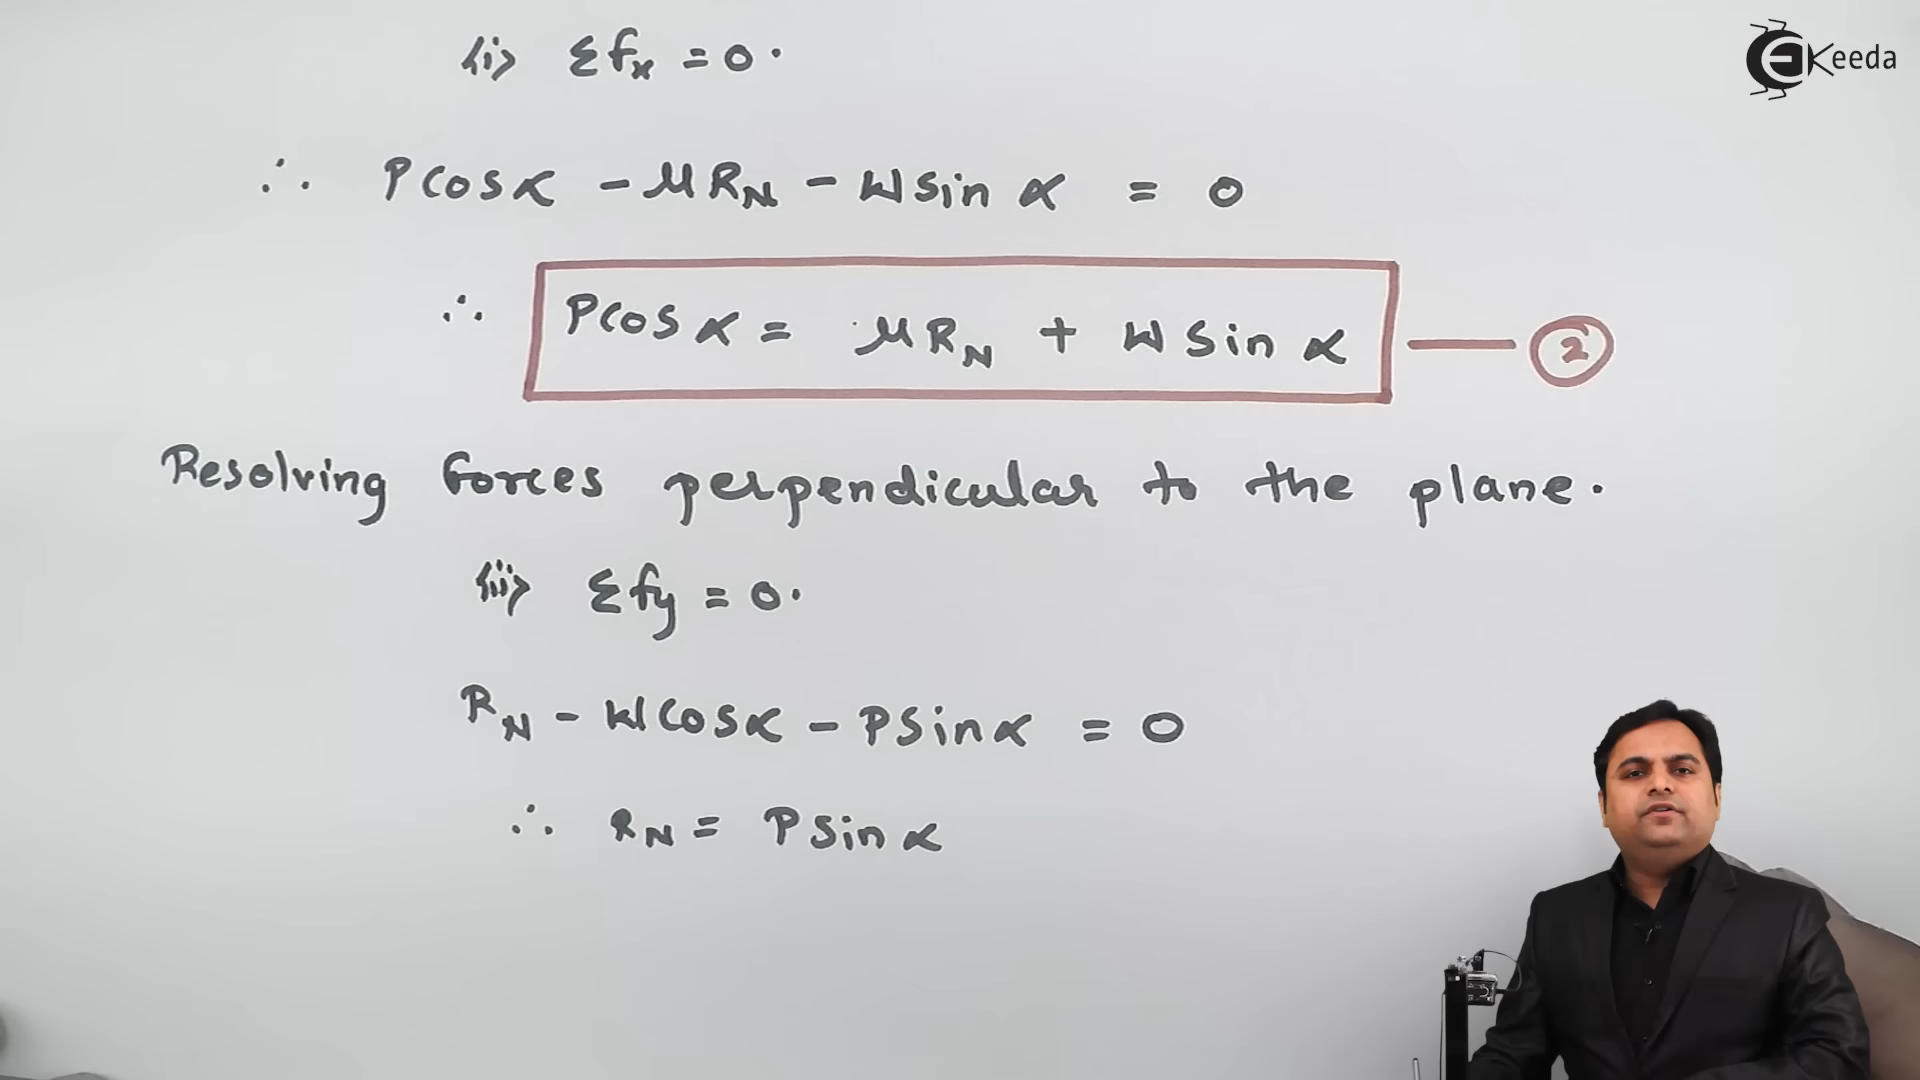 EKeeda
(i) Σfx = 0.
∴ Pcosα - μRN - Wsinα = 0
∴ Pcosα = μRN + Wsinα — 2
Resolving forces perpendicular to the plane.
(ii) Σfy = 0.
RN - Wcosα - Psinα = 0
∴ RN = Psinα